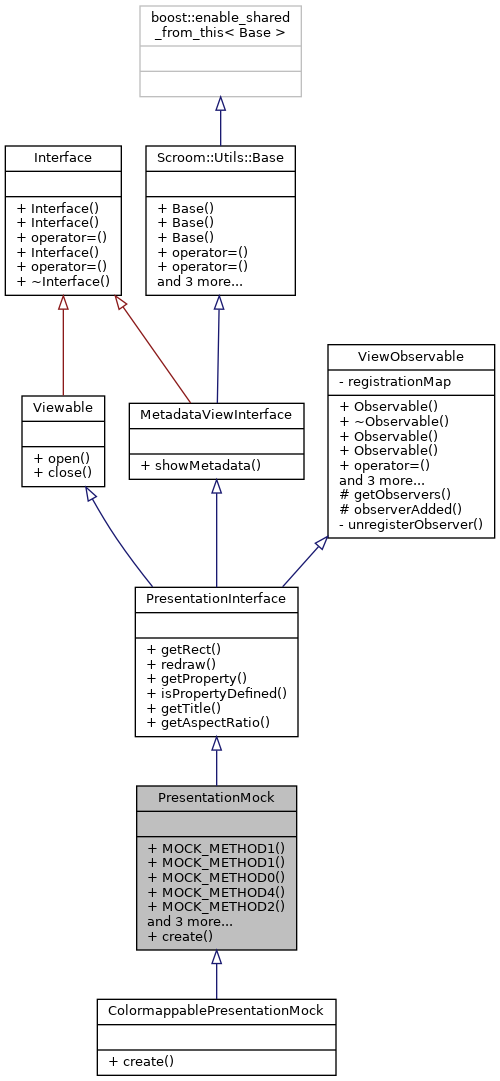 boost::enable_shared
_from_this< Base >
Interface
+ Interface()
+ Interface()
+ operator=()
+ Interface()
+ operator=()
+ ~Interface()
Scroom::Utils::Base
+ Base()
+ Base()
+ Base()
+ operator=()
+ operator=()
and 3 more...
ViewObservable
- registrationMap
+ Observable()
+ ~Observable()
+ Observable()
+ Observable()
+ operator=()
and 3 more...
# getObservers()
# observerAdded()
- unregisterObserver()
Viewable
+ open()
+ close()
MetadataViewInterface
+ showMetadata()
PresentationInterface
+ getRect()
+ redraw()
+ getProperty()
+ isPropertyDefined()
+ getTitle()
+ getAspectRatio()
PresentationMock
+ MOCK_METHOD1()
+ MOCK_METHOD1()
+ MOCK_METHOD0()
+ MOCK_METHOD4()
+ MOCK_METHOD2()
and 3 more...
+ create()
ColormappablePresentationMock
+ create()